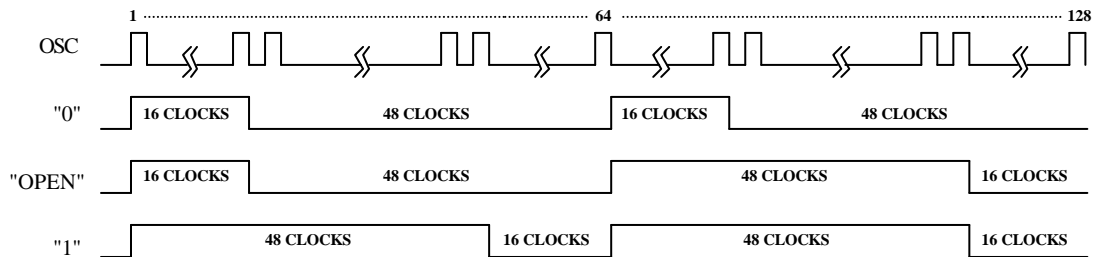 1 64 128
OSC
"0" 16 CLOCKS 48 CLOCKS 16 CLOCKS 48 CLOCKS
"OPEN" 16 CLOCKS 48 CLOCKS 48 CLOCKS 16 CLOCKS
"1" 48 CLOCKS 16 CLOCKS 48 CLOCKS 16 CLOCKS